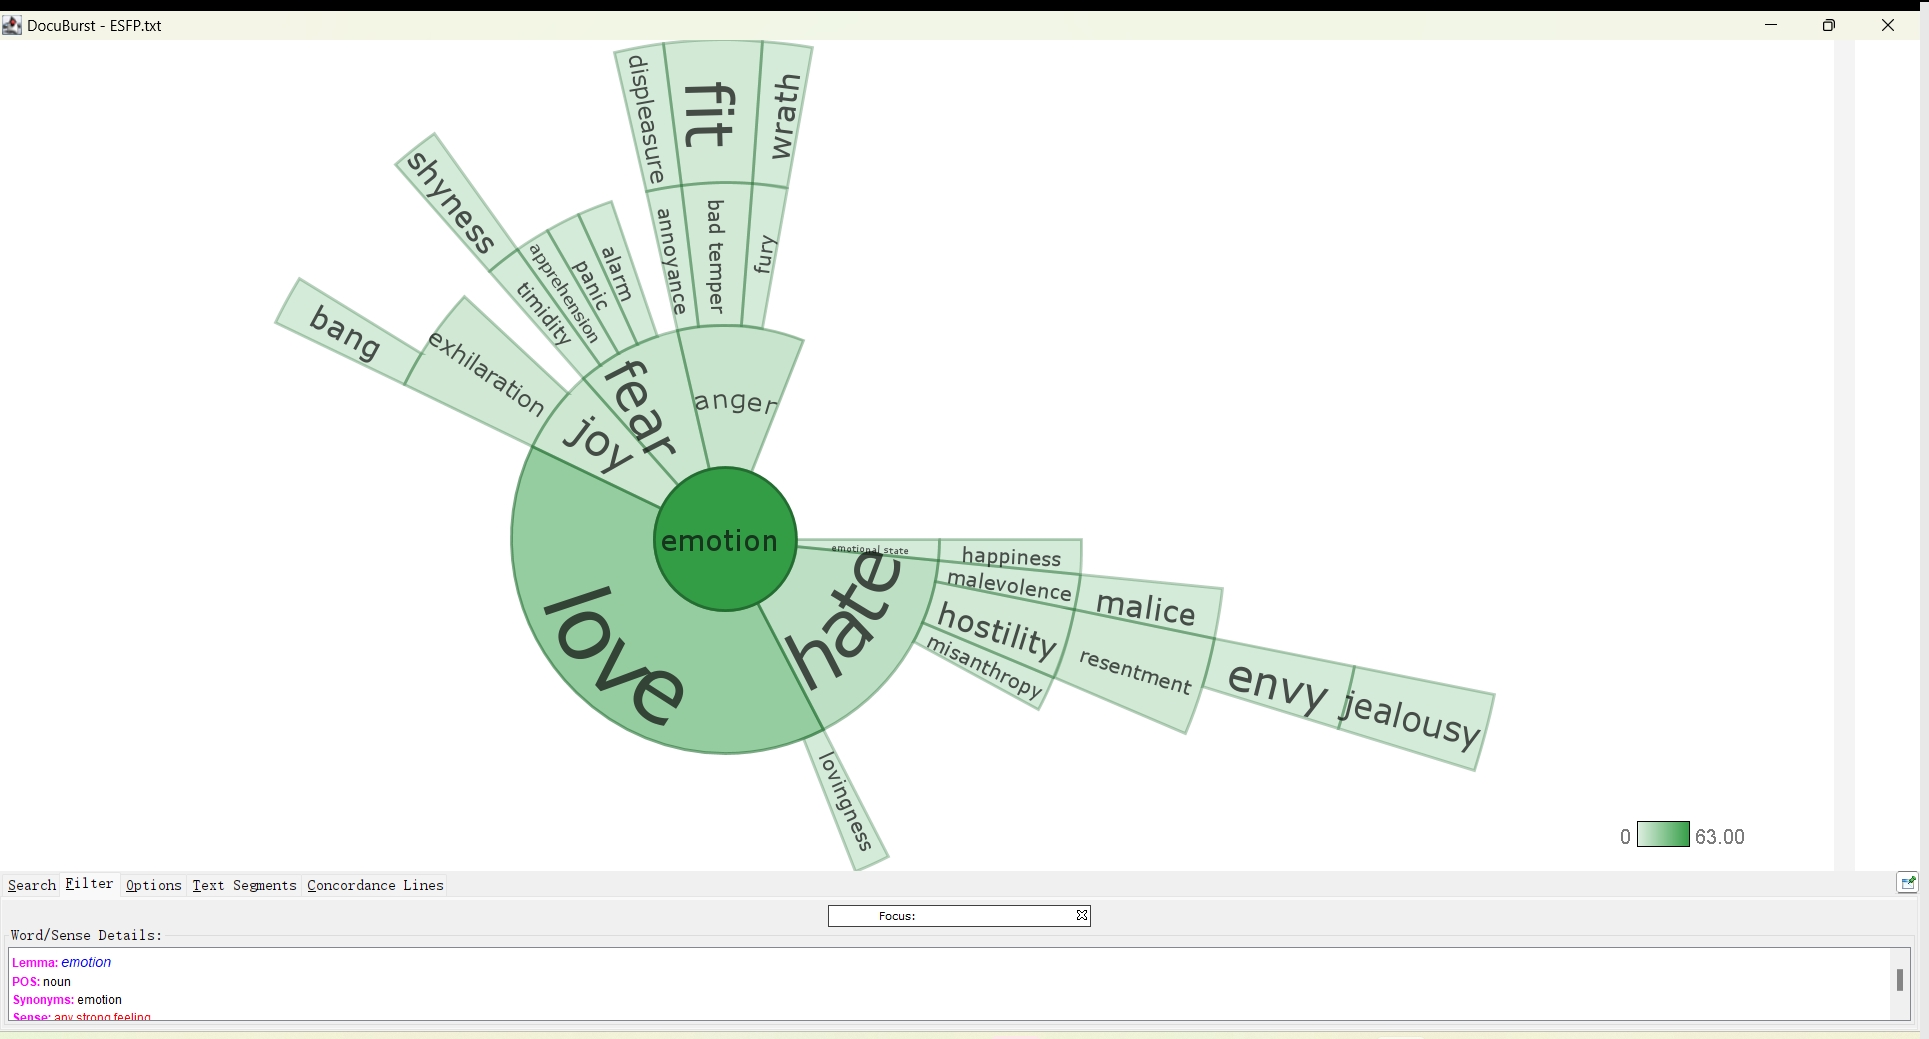 DocuBurst - ESFP.txt
displeasure
fit
wrath
annoyance
bad temper
fury
shyness
timidity
apprehension
panic
alarm
bang
exhilaration
joy
fear
anger
emotion
love
hate
emotional state
happiness
malevolence
malice
hostility
resentment
misanthropy
envy
jealousy
lovingness
0 63.00
Search Filter Options Text Segments Concordance Lines
Focus:
Word/Sense Details:
Lemma: emotion
POS: noun
Synonyms: emotion
Sense: any strong feeling